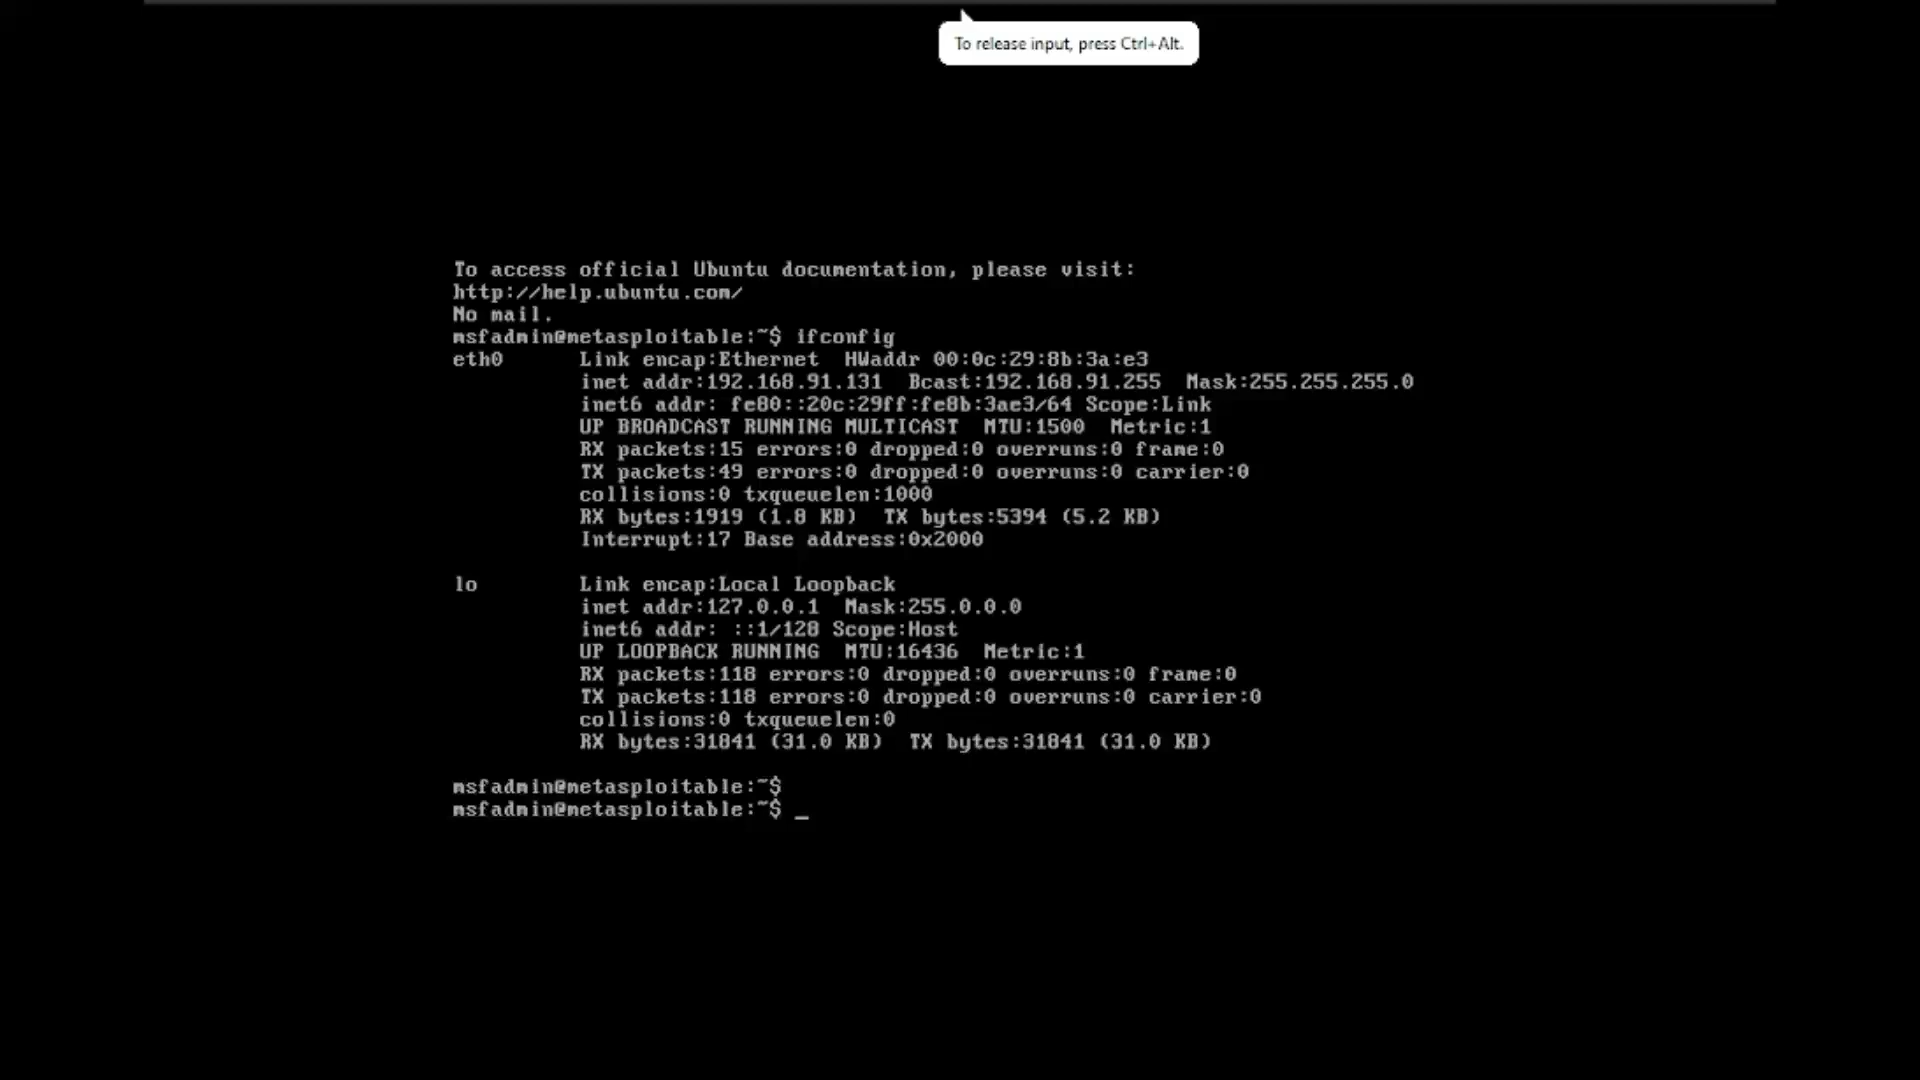 To release input, press Ctrl+Alt.
To access official Ubuntu documentation, please visit:
http://help.ubuntu.com/
No mail.
msfadmin@metasploitable:~$ ifconfig
eth0      Link encap:Ethernet  HWaddr 00:0c:29:8b:3a:e3
          inet addr:192.168.91.131  Bcast:192.168.91.255  Mask:255.255.255.0
          inet6 addr: fe80::20c:29ff:fe8b:3ae3/64 Scope:Link
          UP BROADCAST RUNNING MULTICAST  MTU:1500  Metric:1
          RX packets:15 errors:0 dropped:0 overruns:0 frame:0
          TX packets:49 errors:0 dropped:0 overruns:0 carrier:0
          collisions:0 txqueuelen:1000
          RX bytes:1919 (1.8 KB)  TX bytes:5394 (5.2 KB)
          Interrupt:17 Base address:0x2000
lo        Link encap:Local Loopback
          inet addr:127.0.0.1  Mask:255.0.0.0
          inet6 addr: ::1/128 Scope:Host
          UP LOOPBACK RUNNING  MTU:16436  Metric:1
          RX packets:118 errors:0 dropped:0 overruns:0 frame:0
          TX packets:118 errors:0 dropped:0 overruns:0 carrier:0
          collisions:0 txqueuelen:0
          RX bytes:31841 (31.0 KB)  TX bytes:31841 (31.0 KB)
msfadmin@metasploitable:~$
msfadmin@metasploitable:~$ _